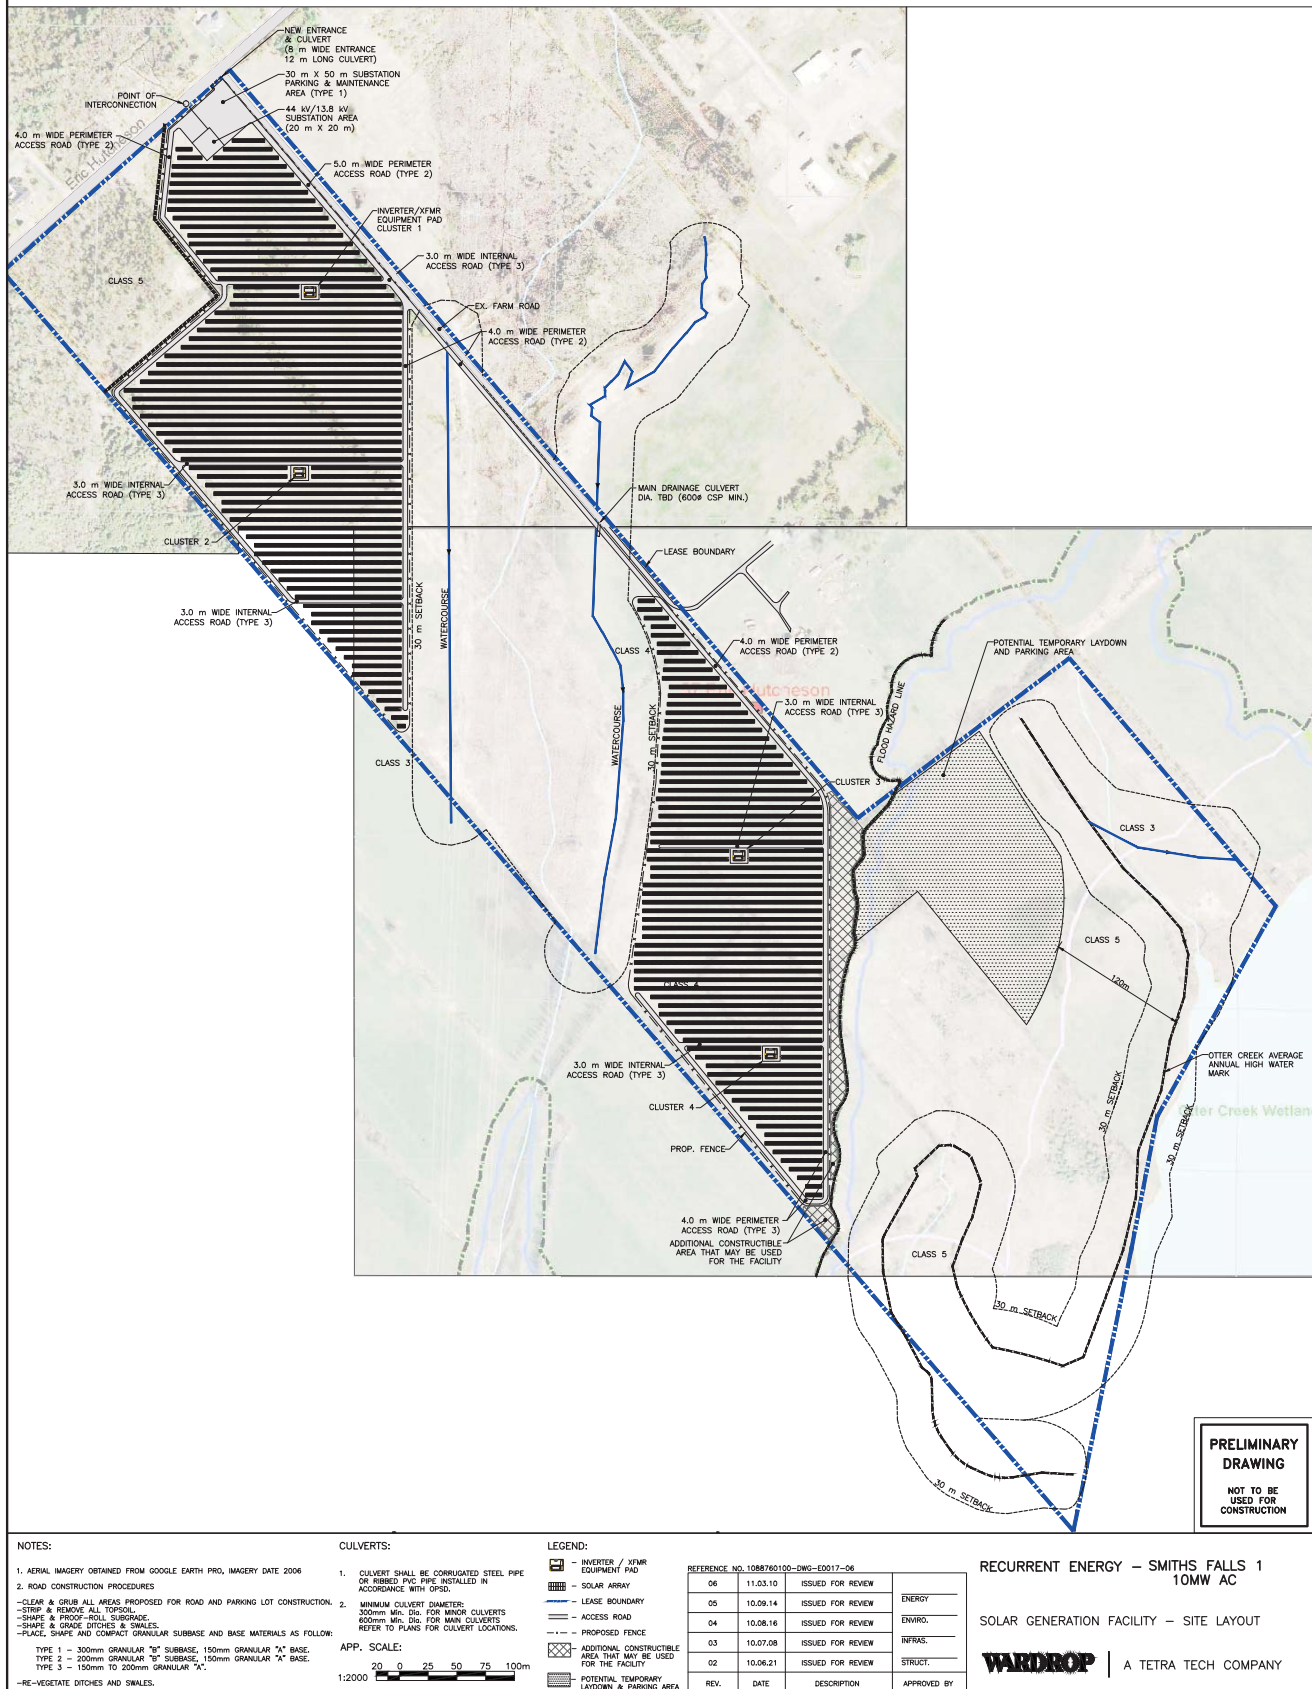 NEW ENTRANCE
& CULVERT
(8 m WIDE ENTRANCE
12 m LONG CULVERT)
30 m X 50 m SUBSTATION
PARKING & MAINTENANCE
AREA (TYPE 1)
POINT OF
INTERCONNECTION
44 kV/13.8 kV
SUBSTATION AREA
(20 m X 20 m)
4.0 m WIDE PERIMETER
ACCESS ROAD (TYPE 2)
Eric Hutcheson
5.0 m WIDE PERIMETER
ACCESS ROAD (TYPE 2)
INVERTER/XFMR
EQUIPMENT PAD
CLUSTER 1
3.0 m WIDE INTERNAL
ACCESS ROAD (TYPE 3)
CLASS 5
EX. FARM ROAD
4.0 m WIDE PERIMETER
ACCESS ROAD (TYPE 2)
3.0 m WIDE INTERNAL
ACCESS ROAD (TYPE 3)
MAIN DRAINAGE CULVERT
DIA. TBD (600ø CSP MIN.)
CLUSTER 2
LEASE BOUNDARY
3.0 m WIDE INTERNAL
ACCESS ROAD (TYPE 3)
30 m SETBACK
WATERCOURSE
CLASS 4
4.0 m WIDE PERIMETER
ACCESS ROAD (TYPE 2)
POTENTIAL TEMPORARY LAYDOWN
AND PARKING AREA
Hutcheson
3.0 m WIDE INTERNAL
ACCESS ROAD (TYPE 3)
FLOOD HAZARD LINE
WATERCOURSE
30 m SETBACK
CLASS 3
CLUSTER 3
CLASS 3
CLASS 5
CLASS 4
120m
3.0 m WIDE INTERNAL
ACCESS ROAD (TYPE 3)
OTTER CREEK AVERAGE
ANNUAL HIGH WATER
MARK
CLUSTER 4
30 m SETBACK
30 m SETBACK
Otter Creek Wetlan
PROP. FENCE
4.0 m WIDE PERIMETER
ACCESS ROAD (TYPE 3)
ADDITIONAL CONSTRUCTIBLE
AREA THAT MAY BE USED
FOR THE FACILITY
CLASS 5
30 m SETBACK
30 m SETBACK
PRELIMINARY
DRAWING
NOT TO BE
USED FOR
CONSTRUCTION
NOTES:
1. AERIAL IMAGERY OBTAINED FROM GOOGLE EARTH PRO, IMAGERY DATE 2006
2. ROAD CONSTRUCTION PROCEDURES
-CLEAR & GRUB ALL AREAS PROPOSED FOR ROAD AND PARKING LOT CONSTRUCTION.
-STRIP & REMOVE ALL TOPSOIL.
-SHAPE & PROOF-ROLL SUBGRADE.
-SHAPE & GRADE DITCHES & SWALES.
-PLACE, SHAPE AND COMPACT GRANULAR SUBBASE AND BASE MATERIALS AS FOLLOW:
TYPE 1 - 300mm GRANULAR "B" SUBBASE, 150mm GRANULAR "A" BASE.
TYPE 2 - 200mm GRANULAR "B" SUBBASE, 150mm GRANULAR "A" BASE.
TYPE 3 - 150mm TO 200mm GRANULAR "A".
-RE-VEGETATE DITCHES AND SWALES.
CULVERTS:
1. CULVERT SHALL BE CORRUGATED STEEL PIPE
OR RIBBED PVC PIPE INSTALLED IN
ACCORDANCE WITH OPSD.
2. MINIMUM CULVERT DIAMETER:
300mm Min. Dia. FOR MINOR CULVERTS
600mm Min. Dia. FOR MAIN CULVERTS
REFER TO PLANS FOR CULVERT LOCATIONS.
APP. SCALE:
1:2000 20 0 25 50 75 100m
LEGEND:
- INVERTER / XFMR
EQUIPMENT PAD
- SOLAR ARRAY
- LEASE BOUNDARY
- ACCESS ROAD
- PROPOSED FENCE
- ADDITIONAL CONSTRUCTIBLE
AREA THAT MAY BE USED
FOR THE FACILITY
- POTENTIAL TEMPORARY
LAYDOWN & PARKING AREA
REFERENCE NO. 1088760100-DWG-E0017-06
06 11.03.10 ISSUED FOR REVIEW
05 10.09.14 ISSUED FOR REVIEW ENERGY
04 10.08.16 ISSUED FOR REVIEW ENVIRO.
03 10.07.08 ISSUED FOR REVIEW INFRAS.
02 10.06.21 ISSUED FOR REVIEW STRUCT.
REV. DATE DESCRIPTION APPROVED BY
RECURRENT ENERGY - SMITHS FALLS 1
10MW AC
SOLAR GENERATION FACILITY - SITE LAYOUT
WARDROP | A TETRA TECH COMPANY